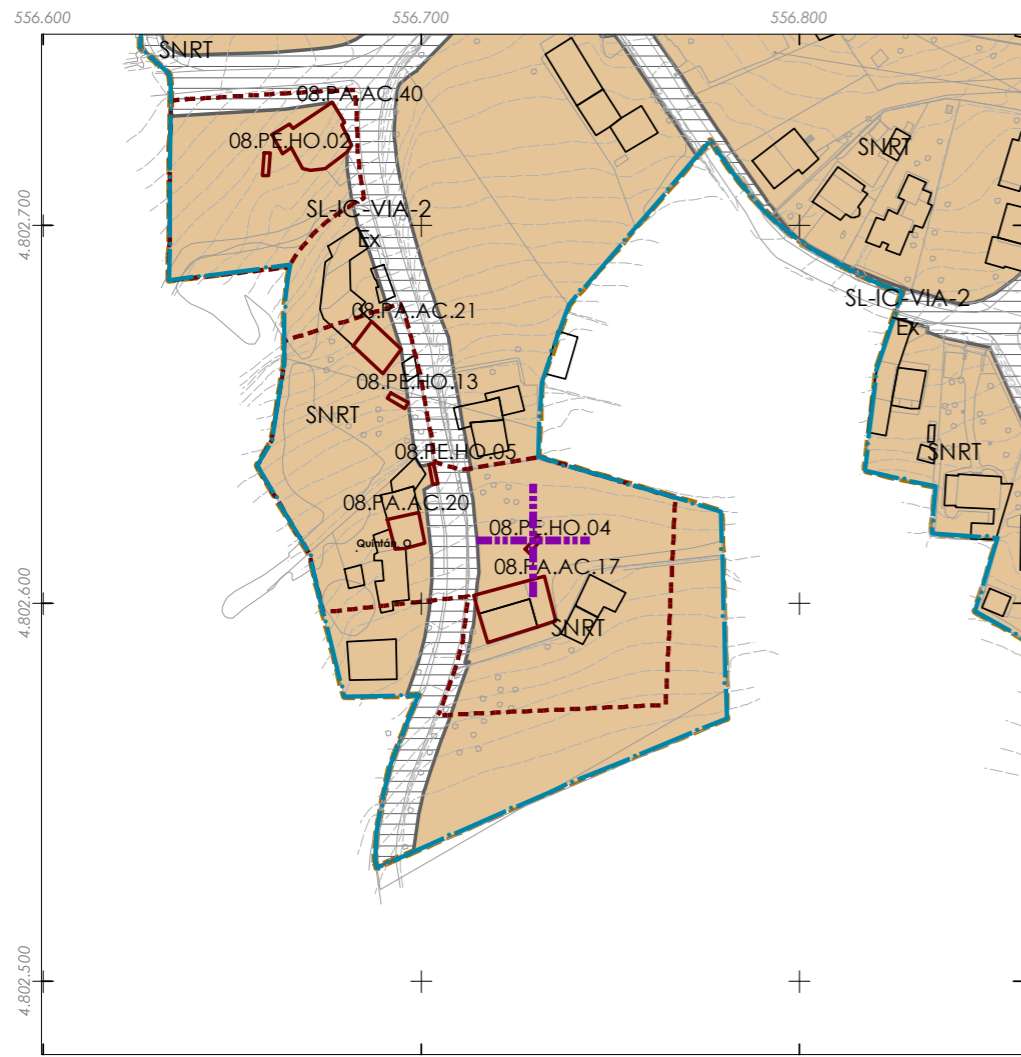 556.600
556.700
556.800
SNRT
08.PA.AC.40
08.PE.HO.02
SNRT
4.802.700
SL-IC-VIA-2
Ex
SL-IC-VIA-2
Ex
08.PA.AC.21
08.PE.HO.13
SNRT
08.PE.HO.05
SNRT
08.PA.AC.20
08.PE.HO.04
Quintán
08.PA.AC.17
4.802.600
SNRT
4.802.500